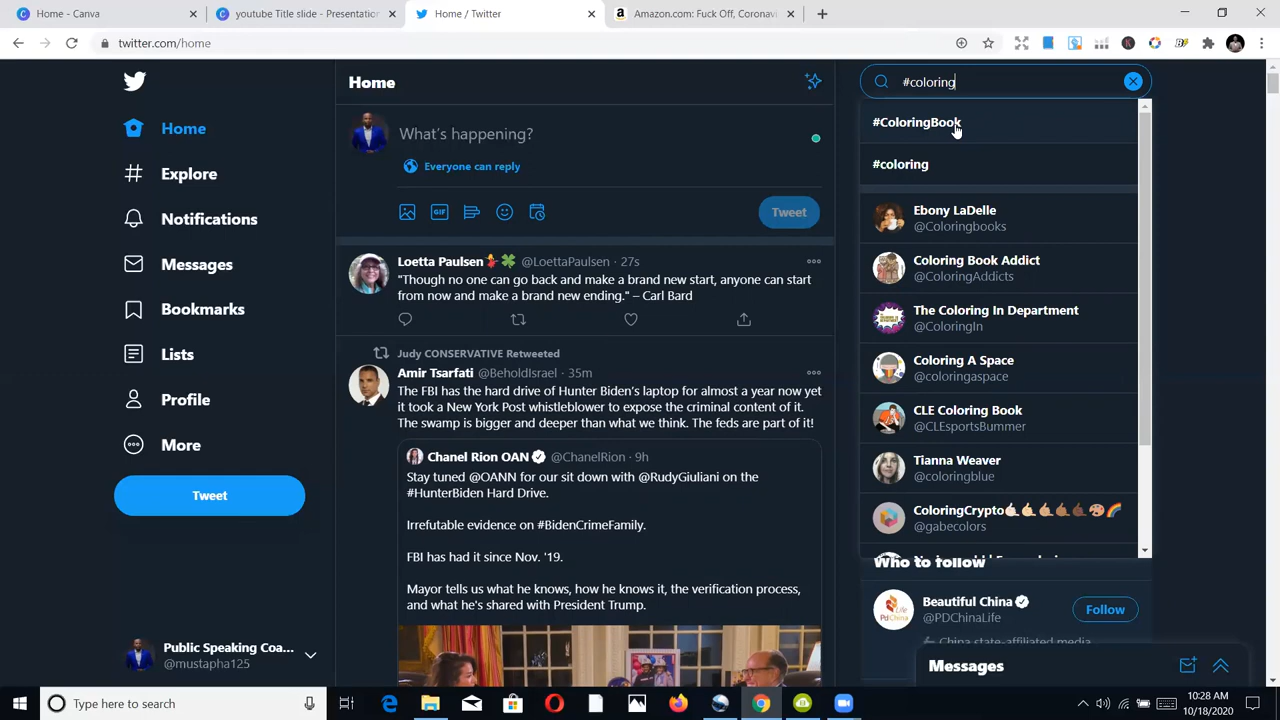 Home - Canva
youtube Title slide - Presentation
Home / Twitter
Amazon.com: Fuck Off, Coronavi
twitter.com/home
#coloring
Home
#ColoringBook
#coloring
Home
Explore
Notifications
Messages
Bookmarks
Lists
Profile
More
Tweet
What's happening?
Everyone can reply
GIF
Tweet
Loetta Paulsen @LoettaPaulsen · 27s
"Though no one can go back and make a brand new start, anyone can start
from now and make a brand new ending." – Carl Bard
Judy CONSERVATIVE Retweeted
Amir Tsarfati @BeholdIsrael · 35m
The FBI has the hard drive of Hunter Biden's laptop for almost a year now yet
it took a New York Post whistleblower to expose the criminal content of it.
The swamp is bigger and deeper than what we think. The feds are part of it!
Chanel Rion OAN @ChanelRion · 9h
Stay tuned @OANN for our sit down with @RudyGiuliani on the
#HunterBiden Hard Drive.
Irrefutable evidence on #BidenCrimeFamily.
FBI has had it since Nov. '19.
Mayor tells us what he knows, how he knows it, the verification process,
and what he's shared with President Trump.
Ebony LaDelle
@Coloringbooks
Coloring Book Addict
@ColoringAddicts
The Coloring In Department
@ColoringIn
Coloring A Space
@coloringaspace
CLE Coloring Book
@CLEsportsBummer
Tianna Weaver
@coloringblue
ColoringCrypto
@gabecolors
Who to follow
Beautiful China
@PDChinaLife
Follow
China state-affiliated media
Messages
Public Speaking Coa...
@mustapha125
Type here to search
10:28 AM
10/18/2020